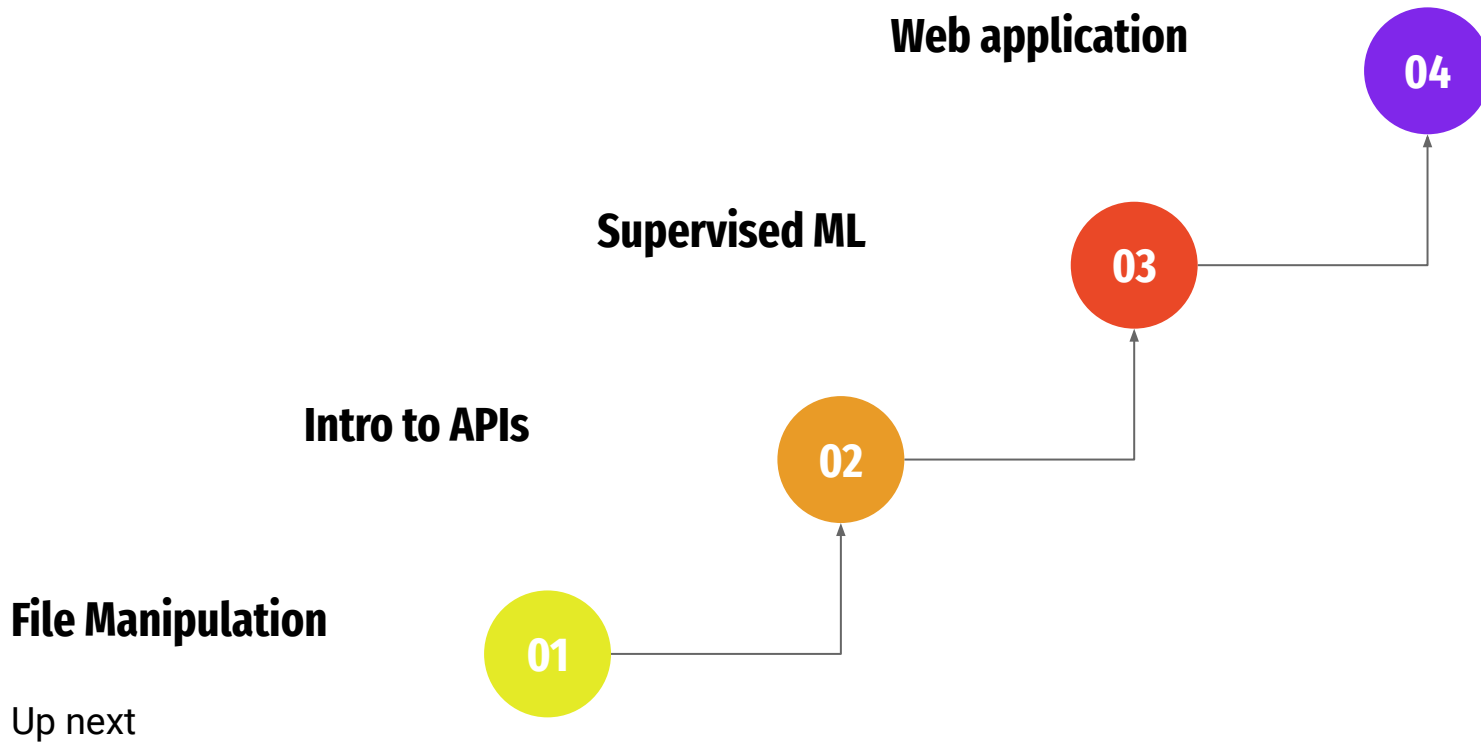 Web application
04
Supervised ML
03
Intro to APIs
02
File Manipulation
01
Up next